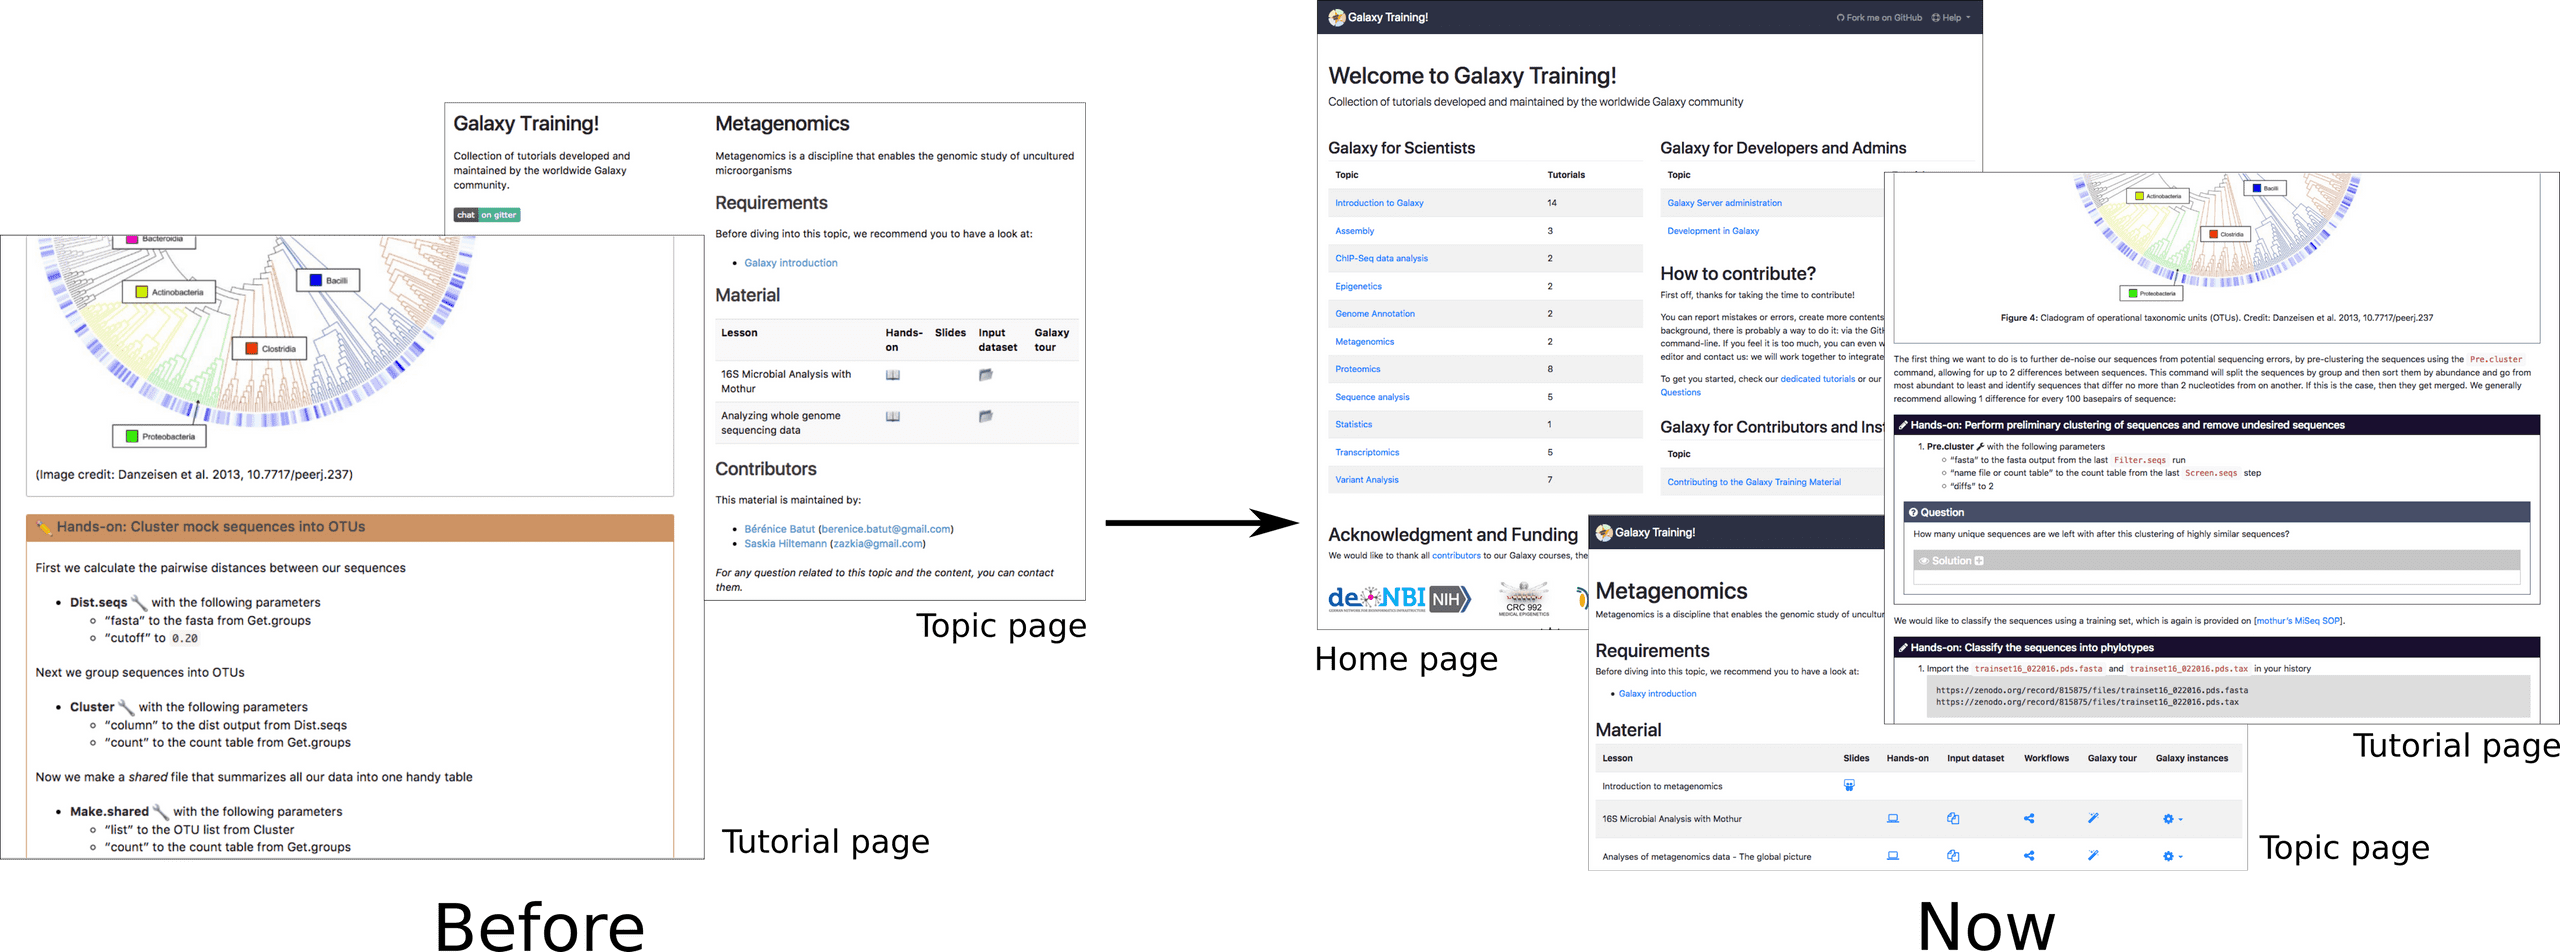 Galaxy Training!
Collection of tutorials developed and
maintained by the worldwide Galaxy
community.
chat on gitter
Metagenomics
Metagenomics is a discipline that enables the genomic study of uncultured
microorganisms
Requirements
Before diving into this topic, we recommend you to have a look at:
Galaxy introduction
Material
Lesson Hands- Slides Input Galaxy
on dataset tour
16S Microbial Analysis with
Mothur
Analyzing whole genome
sequencing data
Contributors
This material is maintained by:
Bérénice Batut (berenice.batut@gmail.com)
Saskia Hiltemann (zazkia@gmail.com)
For any question related to this topic and the content, you can contact
them.
Topic page
Bacteroidia
Actinobacteria
Bacilli
Clostridia
Proteobacteria
(Image credit: Danzeisen et al. 2013, 10.7717/peerj.237)
Hands-on: Cluster mock sequences into OTUs
First we calculate the pairwise distances between our sequences
Dist.seqs with the following parameters
"fasta" to the fasta from Get.groups
"cutoff" to 0.20
Next we group sequences into OTUs
Cluster with the following parameters
"column" to the dist output from Dist.seqs
"count" to the count table from Get.groups
Now we make a shared file that summarizes all our data into one handy table
Make.shared with the following parameters
"list" to the OTU list from Cluster
"count" to the count table from Get.groups
Tutorial page
Before
Galaxy Training!
Fork me on GitHub Help
Welcome to Galaxy Training!
Collection of tutorials developed and maintained by the worldwide Galaxy community
Galaxy for Scientists
Topic Tutorials
Introduction to Galaxy 14
Assembly 3
ChIP-Seq data analysis 2
Epigenetics 2
Genome Annotation 2
Metagenomics 2
Proteomics 8
Sequence analysis 5
Statistics 1
Transcriptomics 5
Variant Analysis 7
Galaxy for Developers and Admins
Topic
Galaxy Server administration
Development in Galaxy
How to contribute?
First off, thanks for taking the time to contribute!
You can report mistakes or errors, create more contents
background, there is probably a way to do it: via the
command-line. If you feel it is too much, you can even
editor and contact us: we will work together to integrate
To get you started, check our dedicated tutorials or our
Questions
Galaxy for Contributors and
Topic
Contributing to the Galaxy Training Material
Acknowledgment and Funding
We would like to thank all contributors to our Galaxy courses, the
de.NBI
GERMAN NETWORK FOR BIOINFORMATICS INFRASTRUCTURE
NIH
CRC 992
MEDICAL EPIGENETICS
Home page
Galaxy Training!
Metagenomics
Metagenomics is a discipline that enables the genomic study of
Requirements
Before diving into this topic, we recommend you to have a look at:
Galaxy introduction
Material
Lesson Slides Hands-on Input dataset Workflows Galaxy tour Galaxy instances
Introduction to metagenomics
16S Microbial Analysis with Mothur
Analyses of metagenomics data - The global picture
Topic page
Actinobacteria
Bacilli
Clostridia
Proteobacteria
Figure 4: Cladogram of operational taxonomic units (OTUs). Credit: Danzeisen et al. 2013, 10.7717/peerj.237
The first thing we want to do is to further de-noise our sequences from potential sequencing errors, by pre-clustering the sequences using the Pre.cluster
command, allowing for up to 2 differences between sequences. This command will split the sequences by group and then sort them by abundance and go from
most abundant to least and identify sequences that differ no more than 2 nucleotides from on another. If this is the case, then they get merged. We generally
recommend allowing 1 difference for every 100 basepairs of sequence:
Hands-on: Perform preliminary clustering of sequences and remove undesired sequences
1. Pre.cluster with the following parameters
"fasta" to the fasta output from the last Filter.seqs run
"name file or count table" to the count table from the last Screen.seqs step
"diffs" to 2
Question
How many unique sequences are we left with after this clustering of highly similar sequences?
Solution
We would like to classify the sequences using a training set, which is again is provided on [mothur's MiSeq SOP].
Hands-on: Classify the sequences into phylotypes
1. Import the trainset16_022016.pds.fasta and trainset16_022016.pds.tax in your history
https://zenodo.org/record/815875/files/trainset16_022016.pds.fasta
https://zenodo.org/record/815875/files/trainset16_022016.pds.tax
Tutorial page
Now